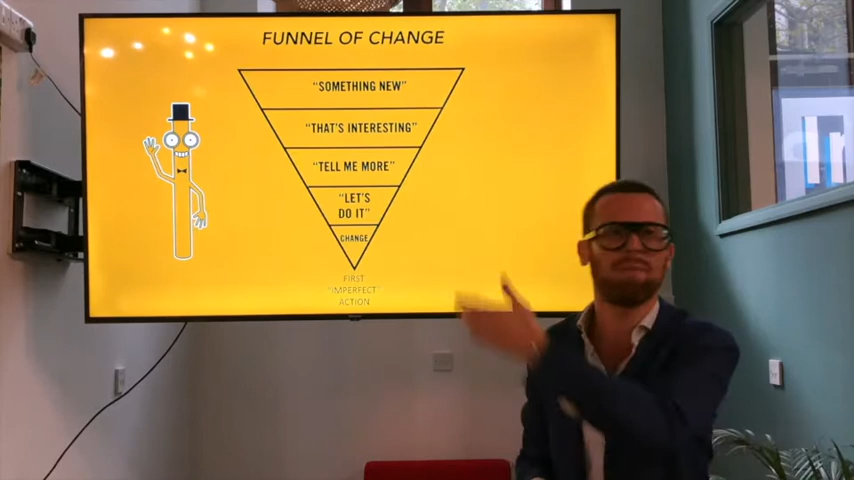 FUNNEL OF CHANGE
"SOMETHING NEW"
"THAT'S INTERESTING"
"TELL ME MORE"
"LET'S
DO IT"
CHANGE
FIRST
"IMPERFECT"
ACTION